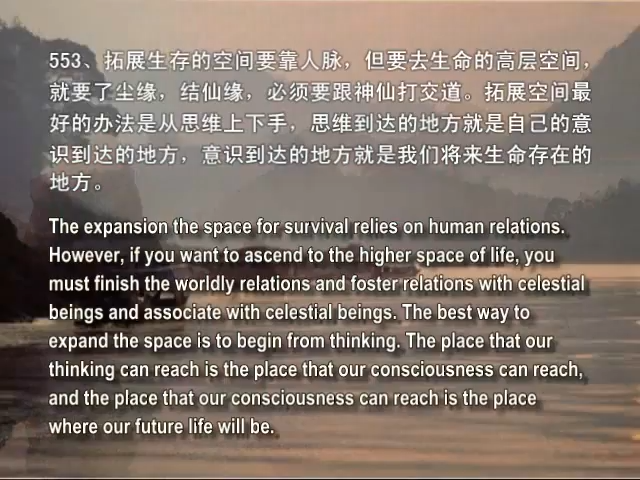 553、拓展生存的空间要靠人脉，但要去生命的高层空间，
就要了尘缘，结仙缘，必须要跟神仙打交道。拓展空间最
好的办法是从思维上下手，思维到达的地方就是自己的意
识到达的地方，意识到达的地方就是我们将来生命存在的
地方。
The expansion the space for survival relies on human relations.
However, if you want to ascend to the higher space of life, you
must finish the worldly relations and foster relations with celestial
beings and associate with celestial beings. The best way to
expand the space is to begin from thinking. The place that our
thinking can reach is the place that our consciousness can reach,
and the place that our consciousness can reach is the place
where our future life will be.